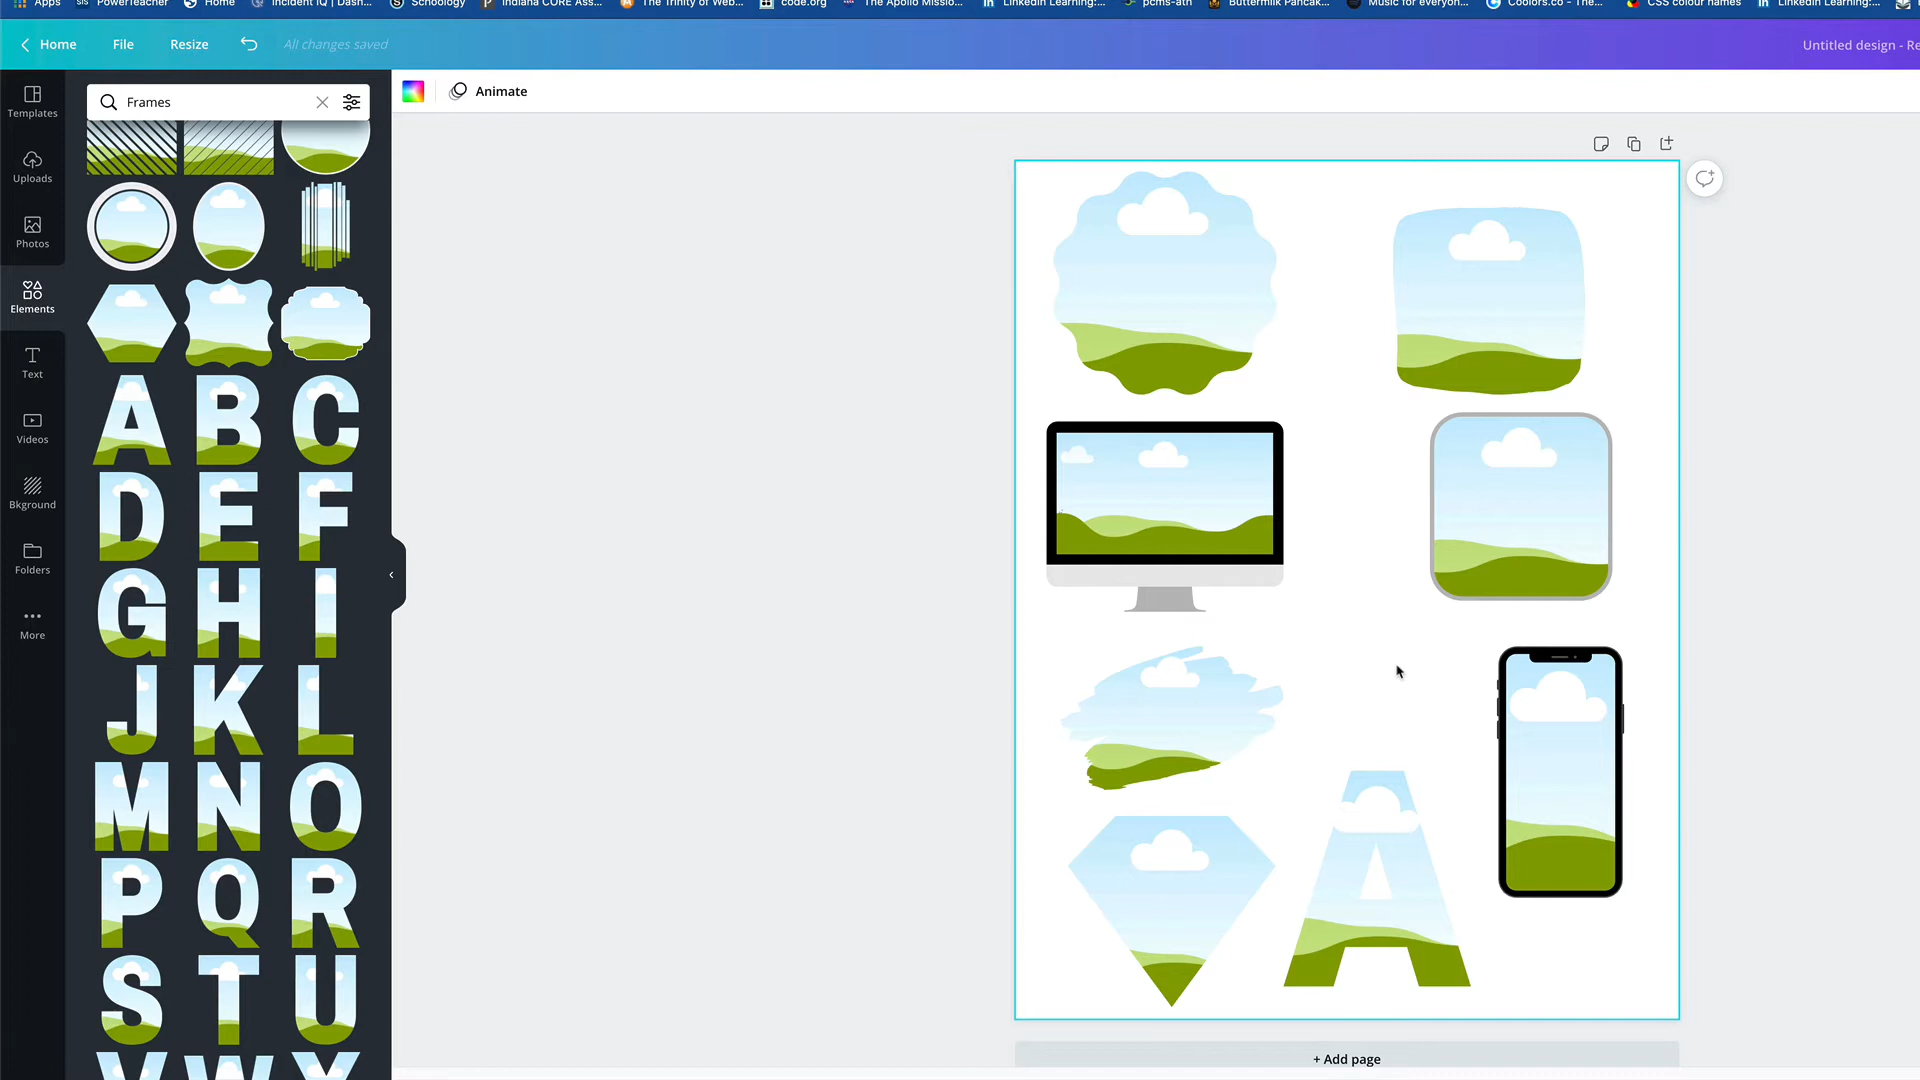 Apps SIS PowerTeacher Home Incident IQ | Dash... S Schoology P Indiana CORE Ass... The Trinity of Web... code.org The Apollo Missio... LinkedIn Learning:... pcms-ath Buttermilk Pancak... Music for everyon... Coolors.co - The... CSS colour names LinkedIn Learning:...
Home File Resize All changes saved Untitled design - Re
Templates
Uploads
Photos
Elements
Text
Videos
Bkground
Folders
More
Frames
Animate
A B C
D E F
G H I
J K L
M N O
P Q R
S T U
V W X
A
+ Add page